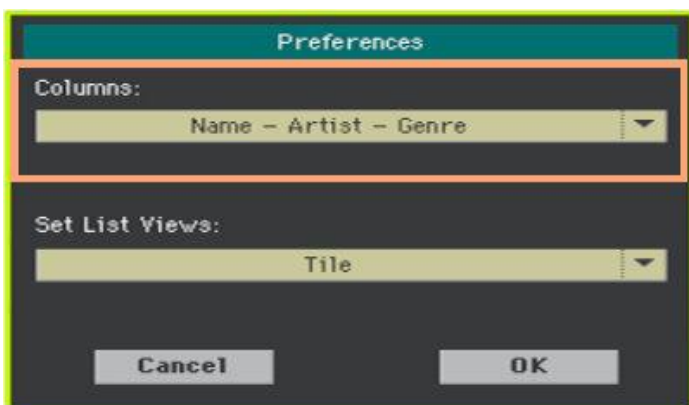 Preferences
Columns:
Name - Artist - Genre
Set List Views:
Tile
Cancel
OK